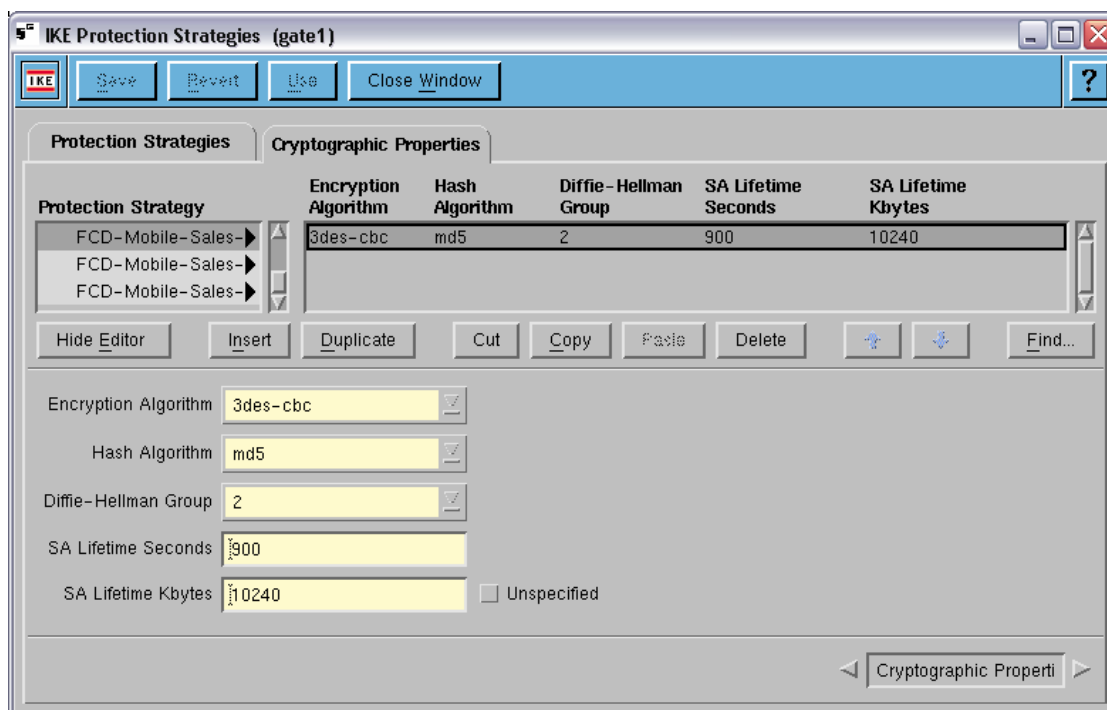 IKE Protection Strategies (gate1)
IKE Save Revert Use Close Window ?
Protection Strategies Cryptographic Properties
Protection Strategy Encryption Algorithm Hash Algorithm Diffie-Hellman Group SA Lifetime Seconds SA Lifetime Kbytes
FCD-Mobile-Sales- 3des-cbc md5 2 900 10240
FCD-Mobile-Sales-
FCD-Mobile-Sales-
Hide Editor Insert Duplicate Cut Copy Paste Delete Find...
Encryption Algorithm 3des-cbc
Hash Algorithm md5
Diffie-Hellman Group 2
SA Lifetime Seconds 900
SA Lifetime Kbytes 10240 Unspecified
Cryptographic Properti